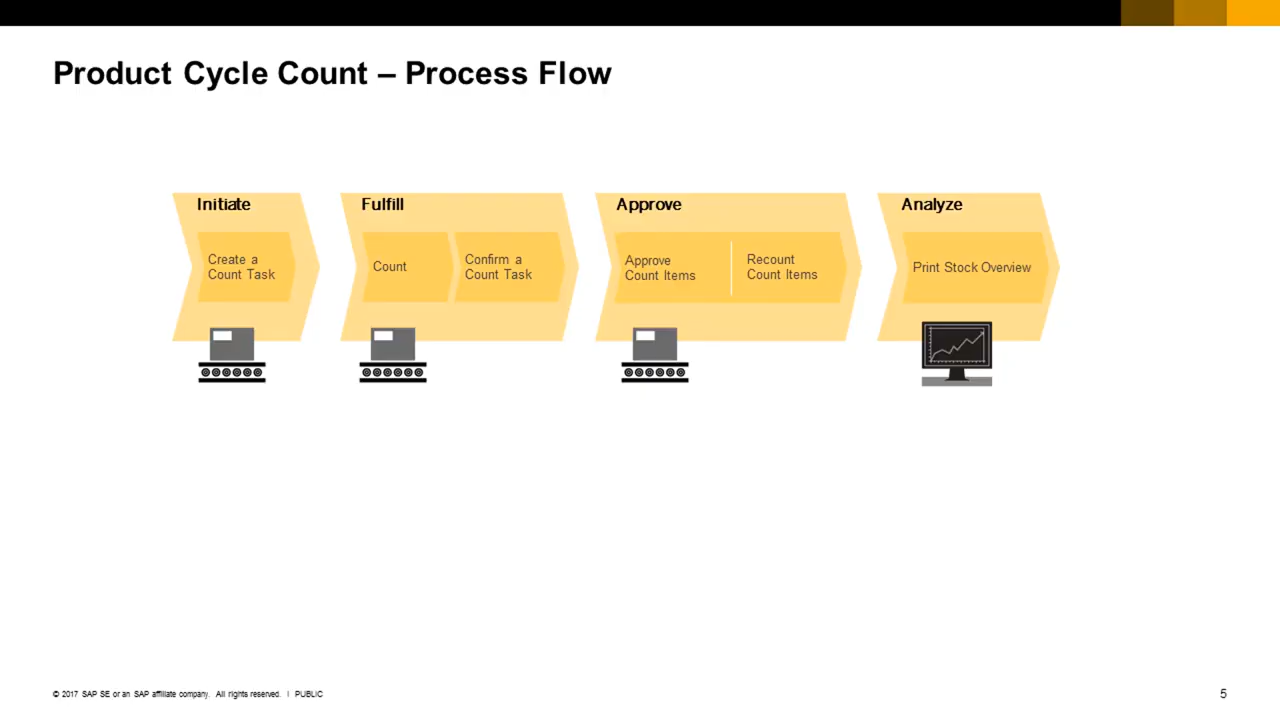 Product Cycle Count – Process Flow
Initiate
Create a
Count Task
Fulfill
Count
Confirm a
Count Task
Approve
Approve
Count Items
Recount
Count Items
Analyze
Print Stock Overview
© 2017 SAP SE or an SAP affiliate company. All rights reserved. I PUBLIC
5